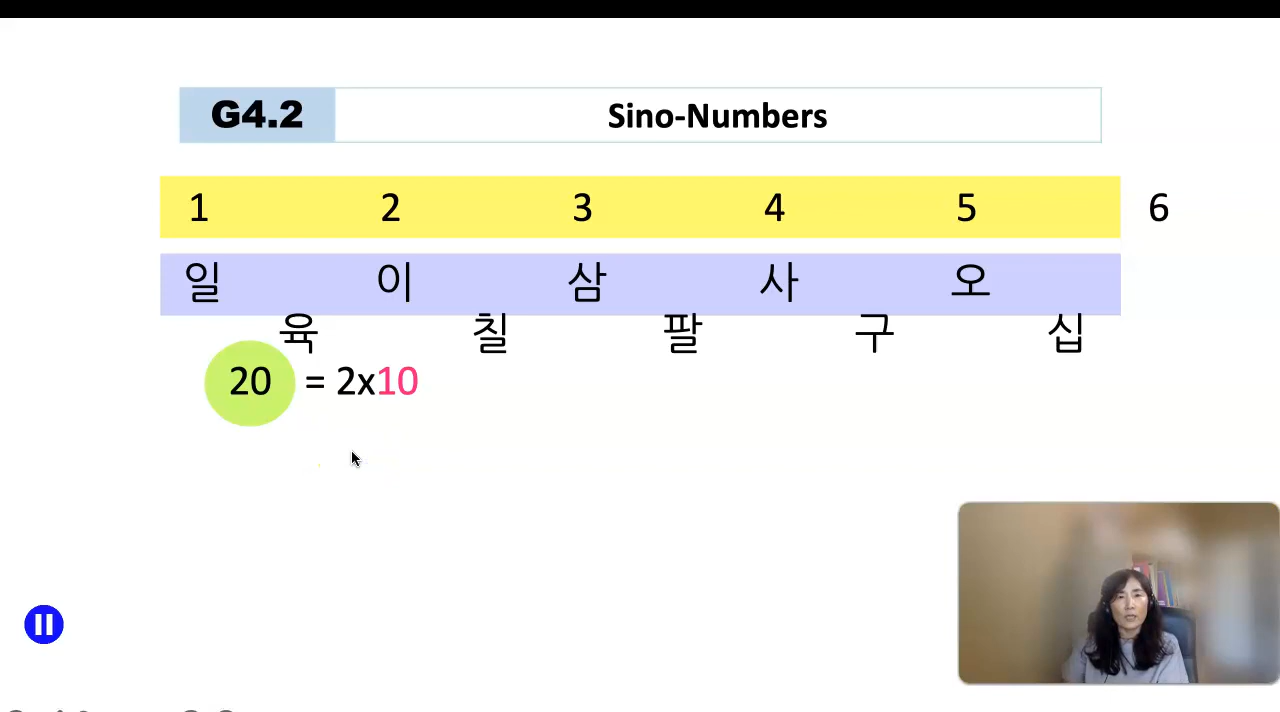 G4.2 Sino-Numbers
1 2 3 4 5 6
일 이 삼 사 오
육 칠 팔 구 십
20 = 2x10